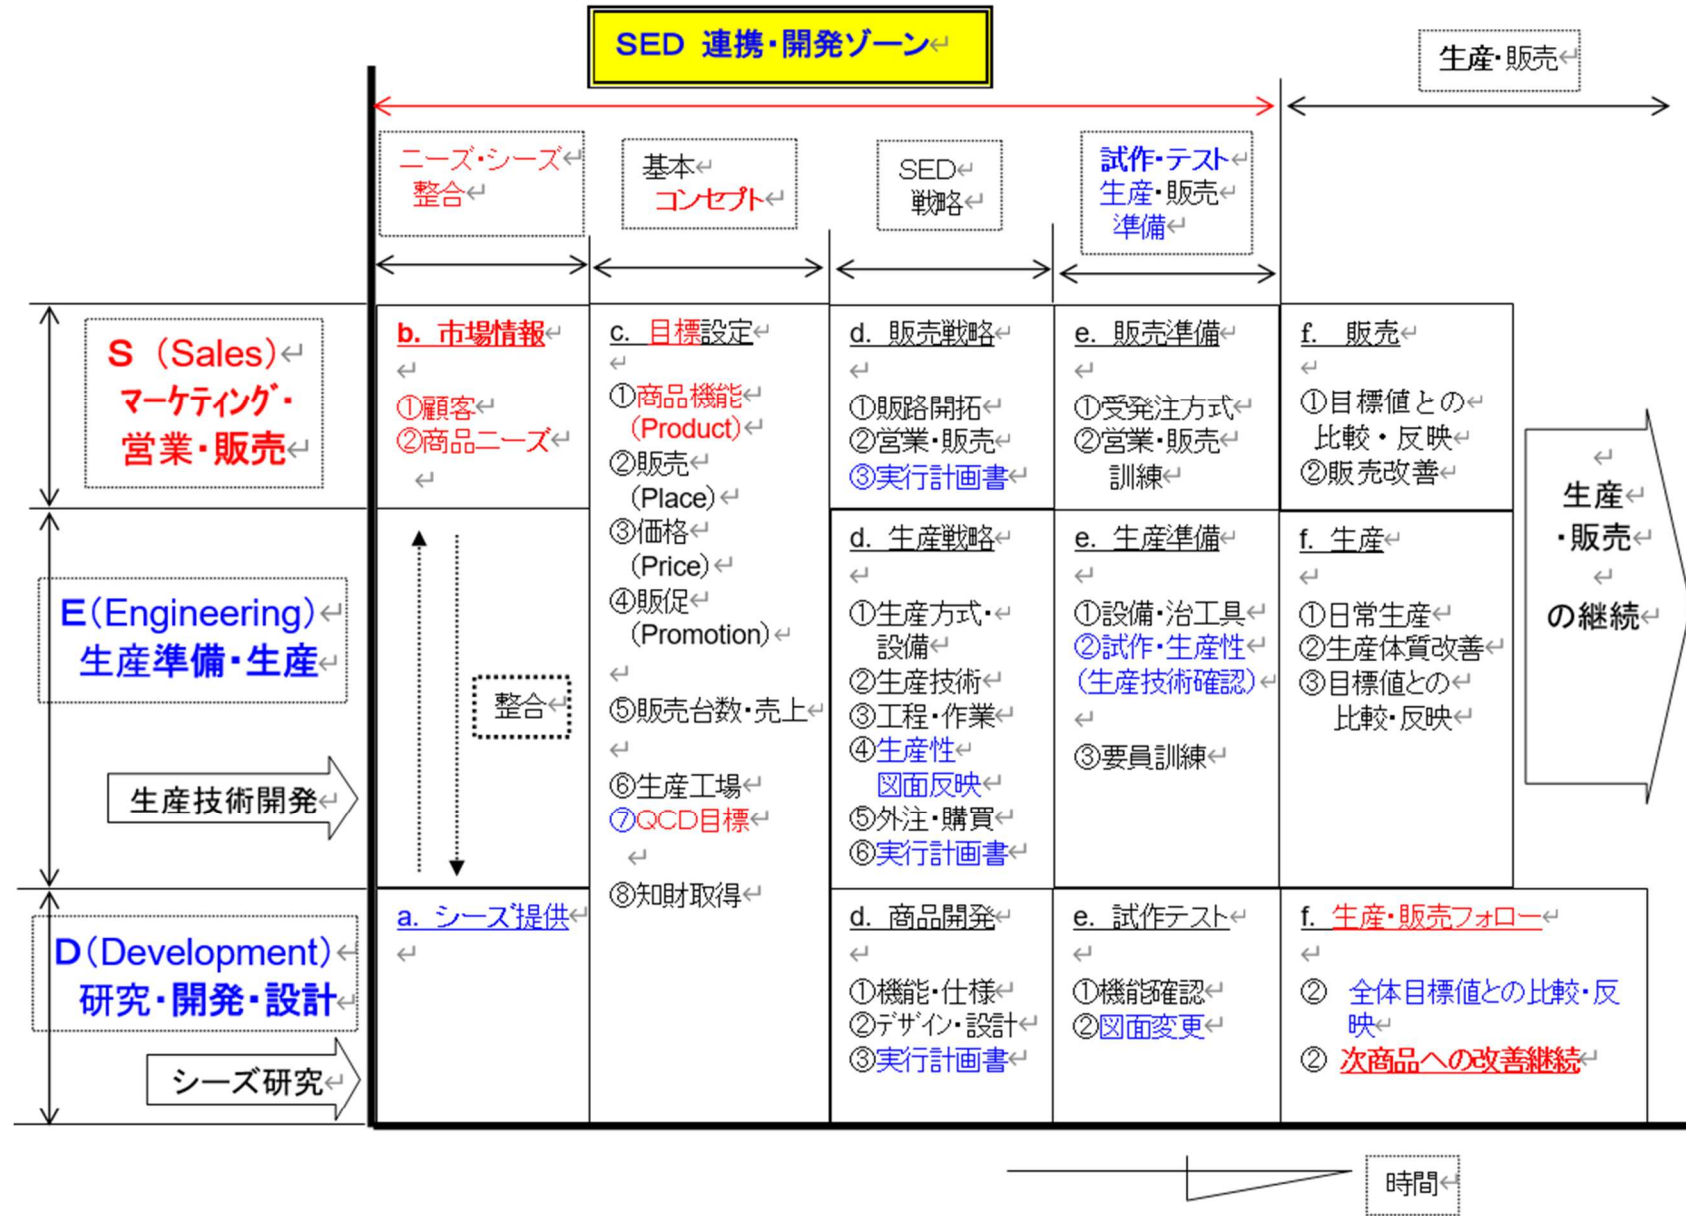 SED 連携・開発ゾーン↵
生産・販売↵
ニーズ・シーズ↵
整合↵
基本↵
コンセプト↵
SED↵
戦略↵
試作・テスト↵
生産・販売↵
準備↵
S (Sales)↵
マーケティング・
営業・販売↵
b. 市場情報↵
↵
①顧客↵
②商品ニーズ↵
↵
c. 目標設定↵
↵
①商品機能↵
(Product)↵
②販売↵
(Place)↵
③価格↵
(Price)↵
④販促↵
(Promotion)↵
↵
⑤販売台数・売上↵
↵
⑥生産工場↵
⑦QCD目標↵
↵
⑧知財取得↵
d. 販売戦略↵
↵
①販路開拓↵
②営業・販売↵
③実行計画書↵
e. 販売準備↵
↵
①受発注方式↵
②営業・販売
訓練↵
f. 販売↵
↵
①目標値との↵
比較・反映↵
②販売改善↵
↵
生産↵
・販売↵
↵
の継続↵
E(Engineering)↵
生産準備・生産↵
生産技術開発↵
整合↵
d. 生産戦略↵
↵
①生産方式・↵
設備↵
②生産技術↵
③工程・作業↵
④生産性↵
図面反映↵
⑤外注・購買↵
⑥実行計画書↵
e. 生産準備↵
↵
①設備・治工具↵
②試作・生産性↵
(生産技術確認)↵
↵
③要員訓練↵
f. 生産↵
↵
①日常生産↵
②生産体質改善↵
③目標値との↵
比較・反映↵
D(Development)↵
研究・開発・設計↵
シーズ研究↵
a. シーズ提供↵
↵
d. 商品開発↵
↵
①機能・仕様↵
②デザイン・設計↵
③実行計画書↵
e. 試作テスト↵
↵
①機能確認↵
②図面変更↵
f. 生産・販売フォロー↵
↵
② 全体目標値との比較・反
映↵
② 次商品への改善継続↵
時間↵